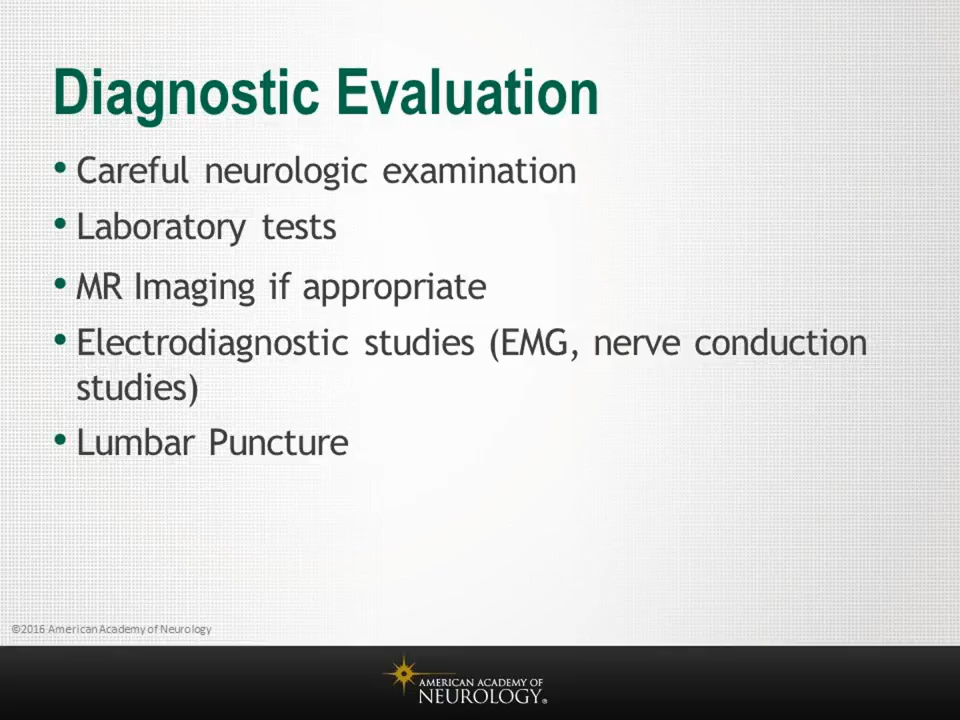 Diagnostic Evaluation
• Careful neurologic examination
• Laboratory tests
• MR Imaging if appropriate
• Electrodiagnostic studies (EMG, nerve conduction
studies)
• Lumbar Puncture
©2016 American Academy of Neurology
AMERICAN ACADEMY OF
NEUROLOGY®